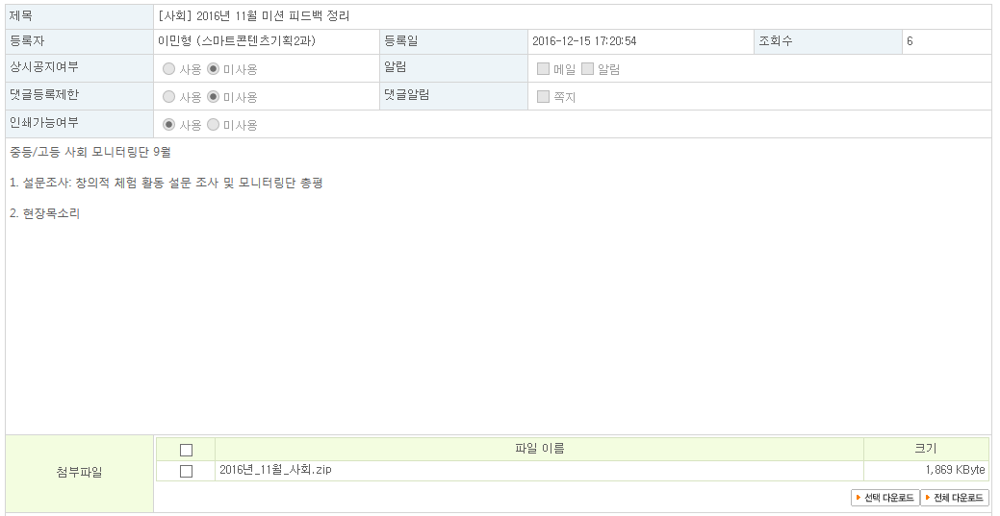 제목 [사회] 2016년 11월 미션 피드백 정리
등록자 이민형 (스마트콘텐츠기획2과) 등록일 2016-12-15 17:20:54 조회수 6
상시공지여부 사용 미사용 알림 메일 알림
댓글등록제한 사용 미사용 댓글알림 쪽지
인쇄가능여부 사용 미사용
중등/고등 사회 모니터링단 9월
1. 설문조사: 창의적 체험 활동 설문 조사 및 모니터링단 총평
2. 현장목소리
첨부파일
파일 이름 크기
2016년_11월_사회.zip 1,869 KByte
선택 다운로드 전체 다운로드